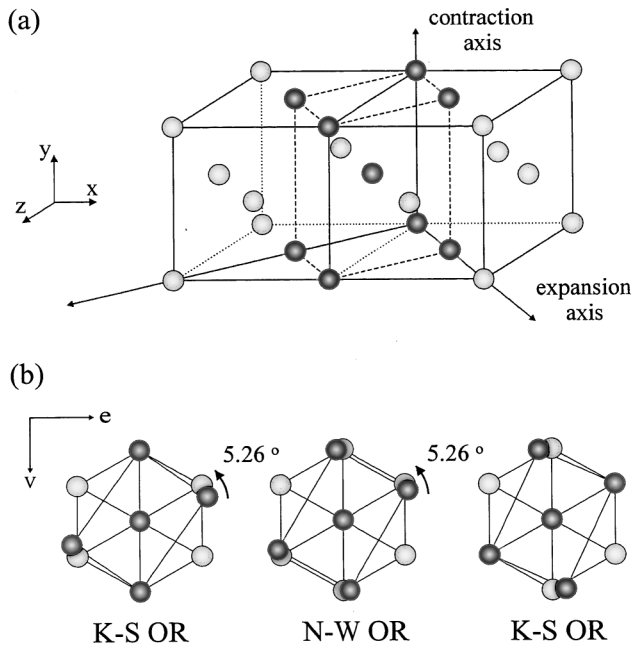 (a)
contraction
axis
y
x
z
expansion
axis
(b)
e
v
5.26 °
5.26 °
K-S OR
N-W OR
K-S OR